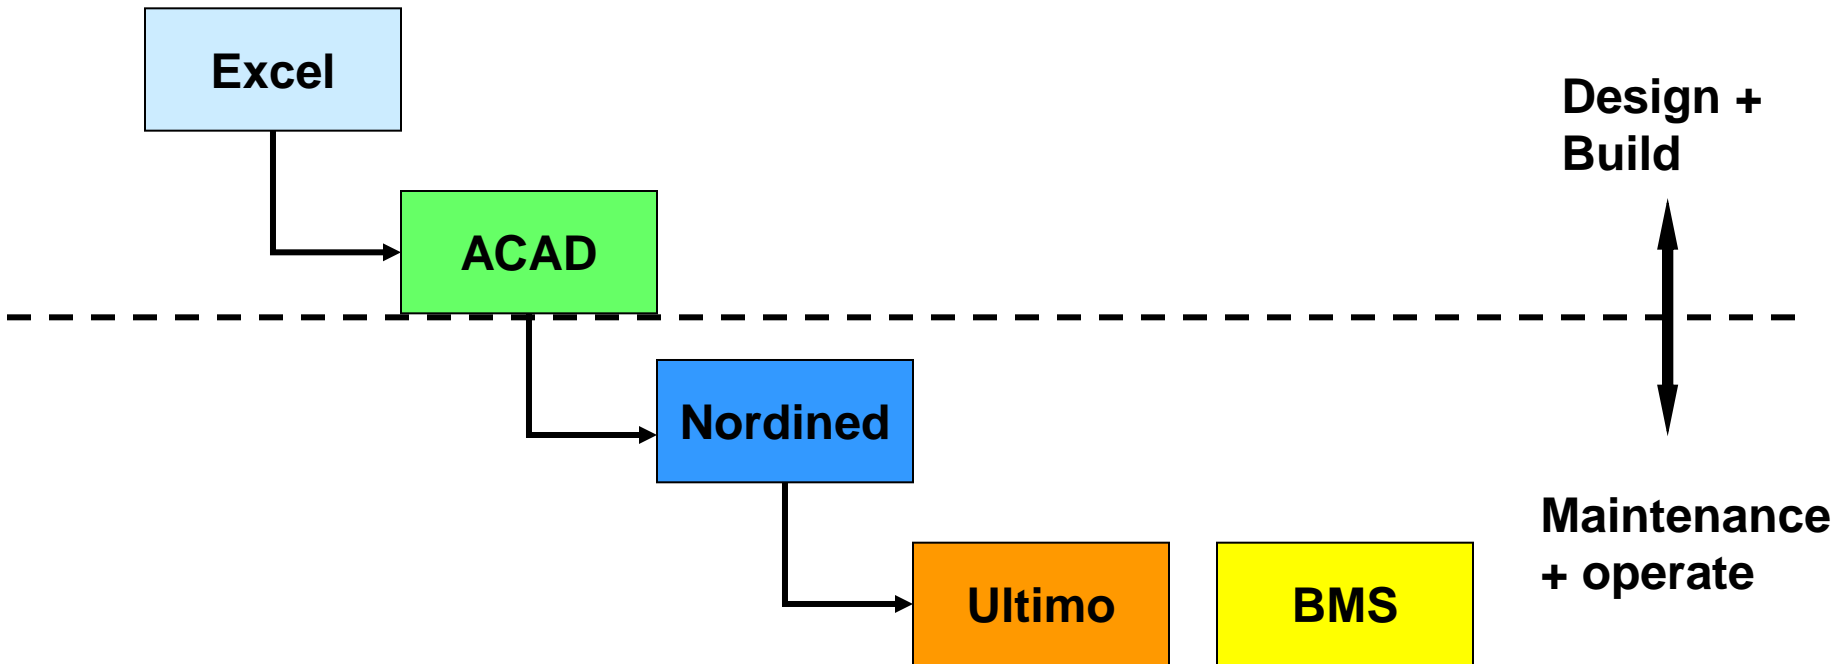 Excel
Design +
Build
ACAD
Nordined
Maintenance
+ operate
Ultimo
BMS